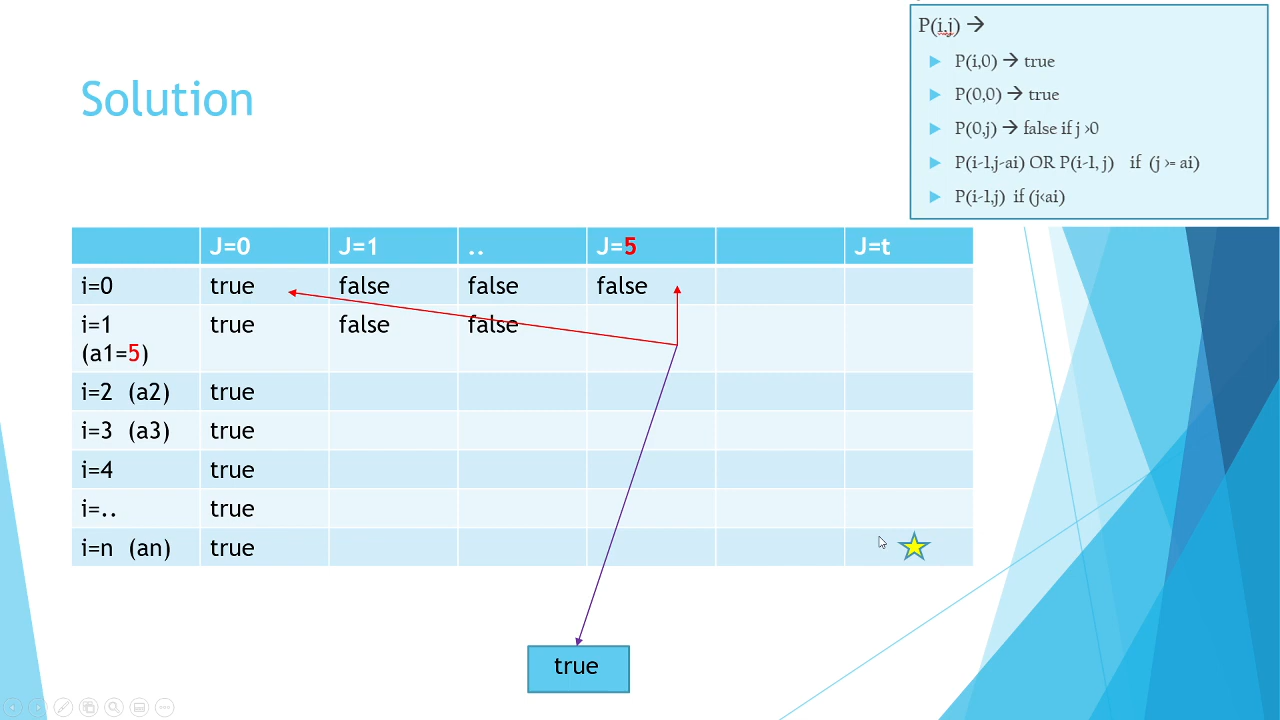 P(i,j) →
▶ P(i,0) → true
▶ P(0,0) → true
▶ P(0,j) → false if j >0
▶ P(i-1,j-ai) OR P(i-1, j) if (j >= ai)
▶ P(i-1,j) if (j<ai)
Solution
J=0 J=1 .. J=5 J=t
i=0 true false false false
i=1 true false false
(a1=5)
i=2 (a2) true
i=3 (a3) true
i=4 true
i=.. true
i=n (an) true
true